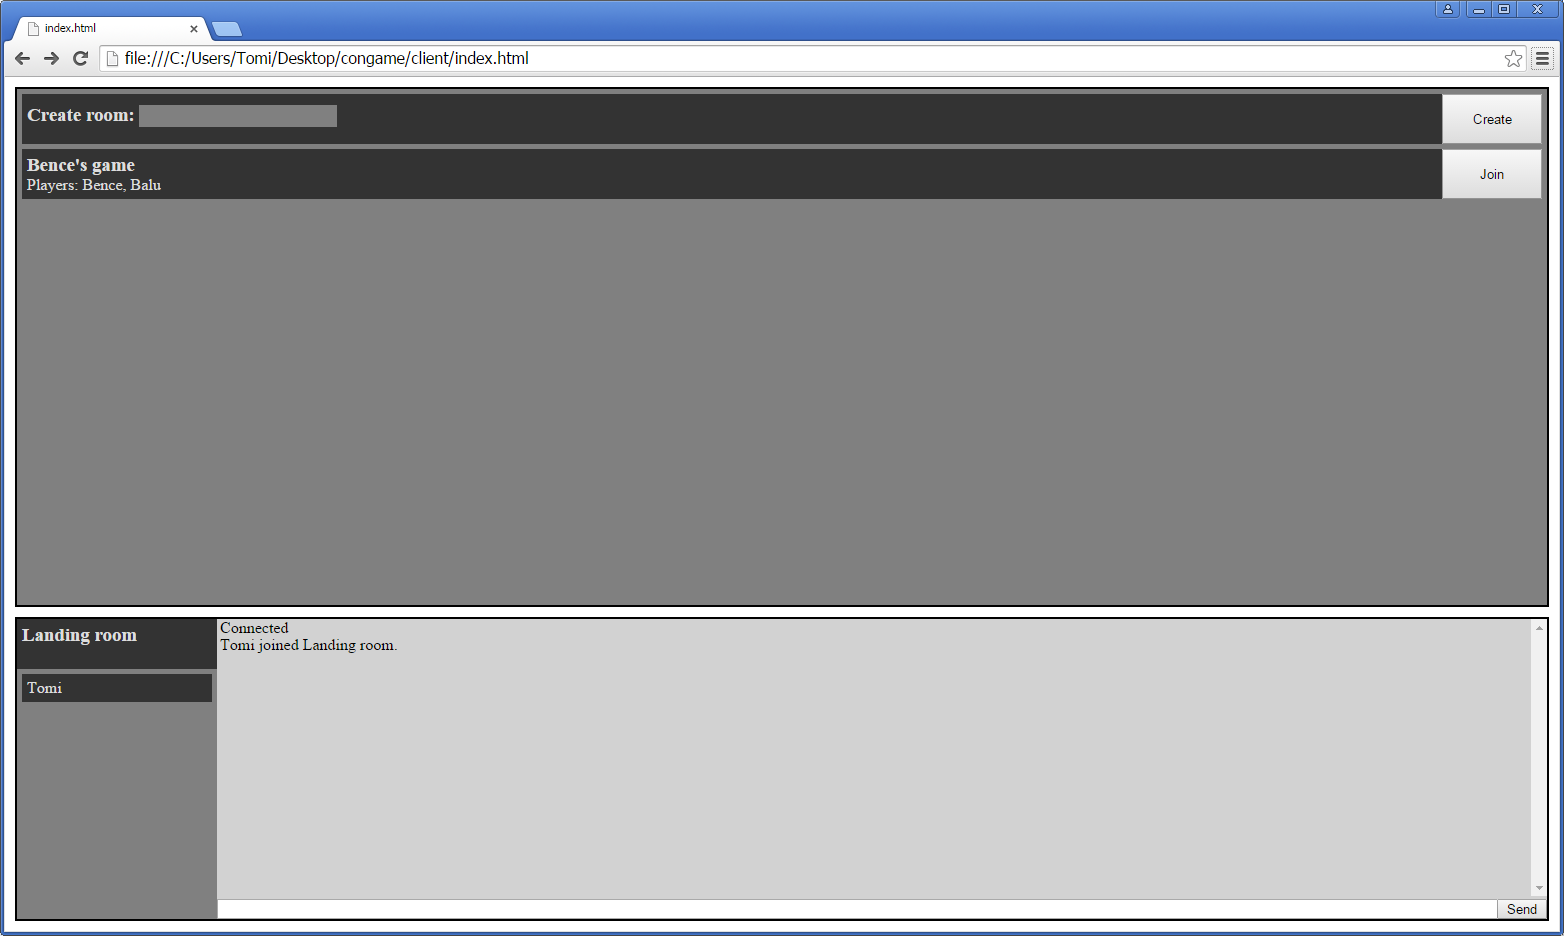 index.html
file:///C:/Users/Tomi/Desktop/congame/client/index.html
Create room:
Create
Bence's game
Players: Bence, Balu
Join
Landing room
Tomi
Connected
Tomi joined Landing room.
Send